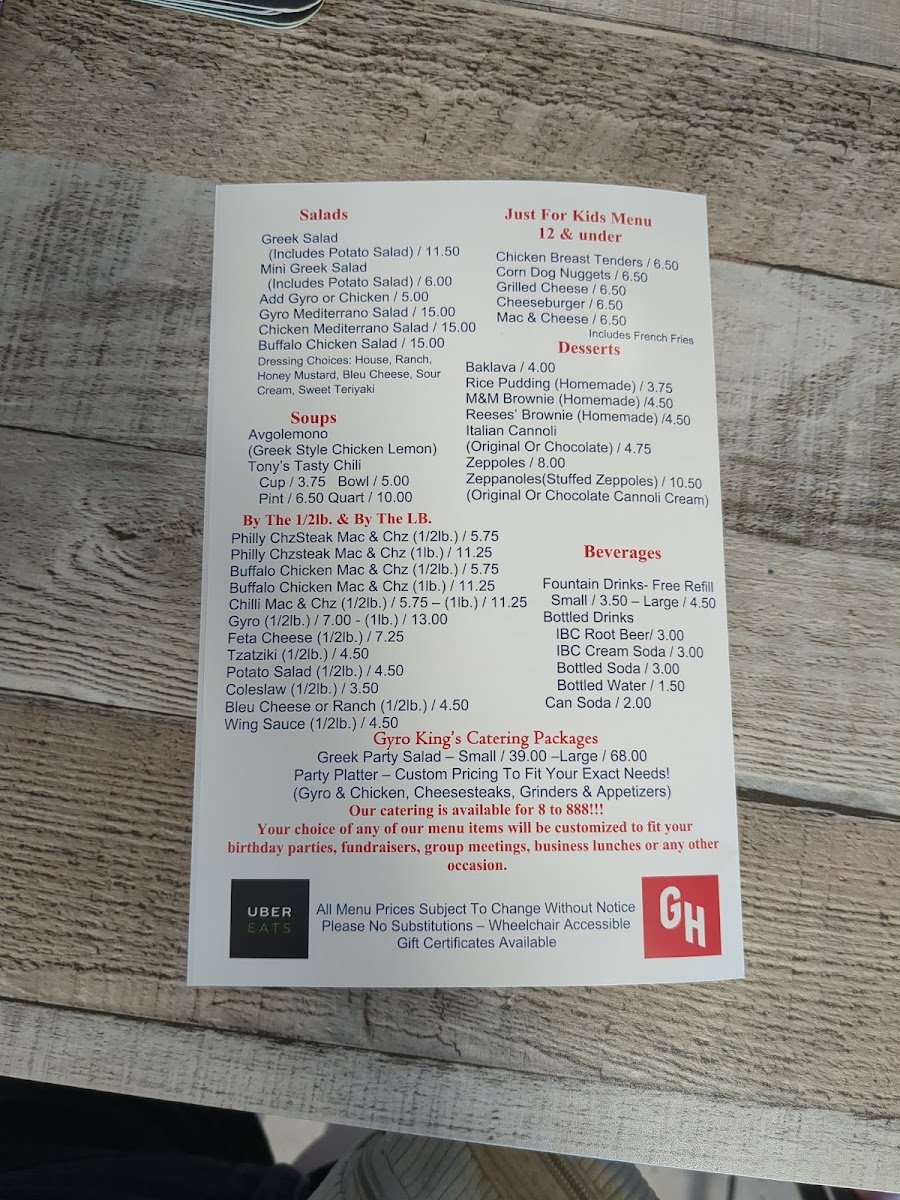 Salads
Greek Salad
(Includes Potato Salad) / 11.50
Mini Greek Salad
(Includes Potato Salad) / 6.00
Add Gyro or Chicken / 5.00
Gyro Mediterrano Salad / 15.00
Chicken Mediterrano Salad / 15.00
Buffalo Chicken Salad / 15.00
Dressing Choices: House, Ranch,
Honey Mustard, Bleu Cheese, Sour
Cream, Sweet Teriyaki
Soups
Avgolemono
(Greek Style Chicken Lemon)
Tony's Tasty Chili
Cup / 3.75 Bowl / 5.00
Pint / 6.50 Quart / 10.00
By The 1/2lb. & By The LB.
Philly ChzSteak Mac & Chz (1/2lb.) / 5.75
Philly Chzsteak Mac & Chz (1lb.) / 11.25
Buffalo Chicken Mac & Chz (1/2lb.) / 5.75
Buffalo Chicken Mac & Chz (1lb.) / 11.25
Chilli Mac & Chz (1/2lb.) / 5.75 – (1lb.) / 11.25
Gyro (1/2lb.) / 7.00 - (1lb.) / 13.00
Feta Cheese (1/2lb.) / 7.25
Tzatziki (1/2lb.) / 4.50
Potato Salad (1/2lb.) / 4.50
Coleslaw (1/2lb.) / 3.50
Bleu Cheese or Ranch (1/2lb.) / 4.50
Wing Sauce (1/2lb.) / 4.50
Just For Kids Menu
12 & under
Chicken Breast Tenders / 6.50
Corn Dog Nuggets / 6.50
Grilled Cheese / 6.50
Cheeseburger / 6.50
Mac & Cheese / 6.50
Includes French Fries
Desserts
Baklava / 4.00
Rice Pudding (Homemade) / 3.75
M&M Brownie (Homemade) /4.50
Reeses' Brownie (Homemade) /4.50
Italian Cannoli
(Original Or Chocolate) / 4.75
Zeppoles / 8.00
Zeppanoles(Stuffed Zeppoles) / 10.50
(Original Or Chocolate Cannoli Cream)
Beverages
Fountain Drinks- Free Refill
Small / 3.50 – Large / 4.50
Bottled Drinks
IBC Root Beer/ 3.00
IBC Cream Soda / 3.00
Bottled Soda / 3.00
Bottled Water / 1.50
Can Soda / 2.00
Gyro King's Catering Packages
Greek Party Salad – Small / 39.00 –Large / 68.00
Party Platter – Custom Pricing To Fit Your Exact Needs!
(Gyro & Chicken, Cheesesteaks, Grinders & Appetizers)
Our catering is available for 8 to 888!!!
Your choice of any of our menu items will be customized to fit your
birthday parties, fundraisers, group meetings, business lunches or any other
occasion.
UBER
EATS
All Menu Prices Subject To Change Without Notice
Please No Substitutions – Wheelchair Accessible
Gift Certificates Available
GH